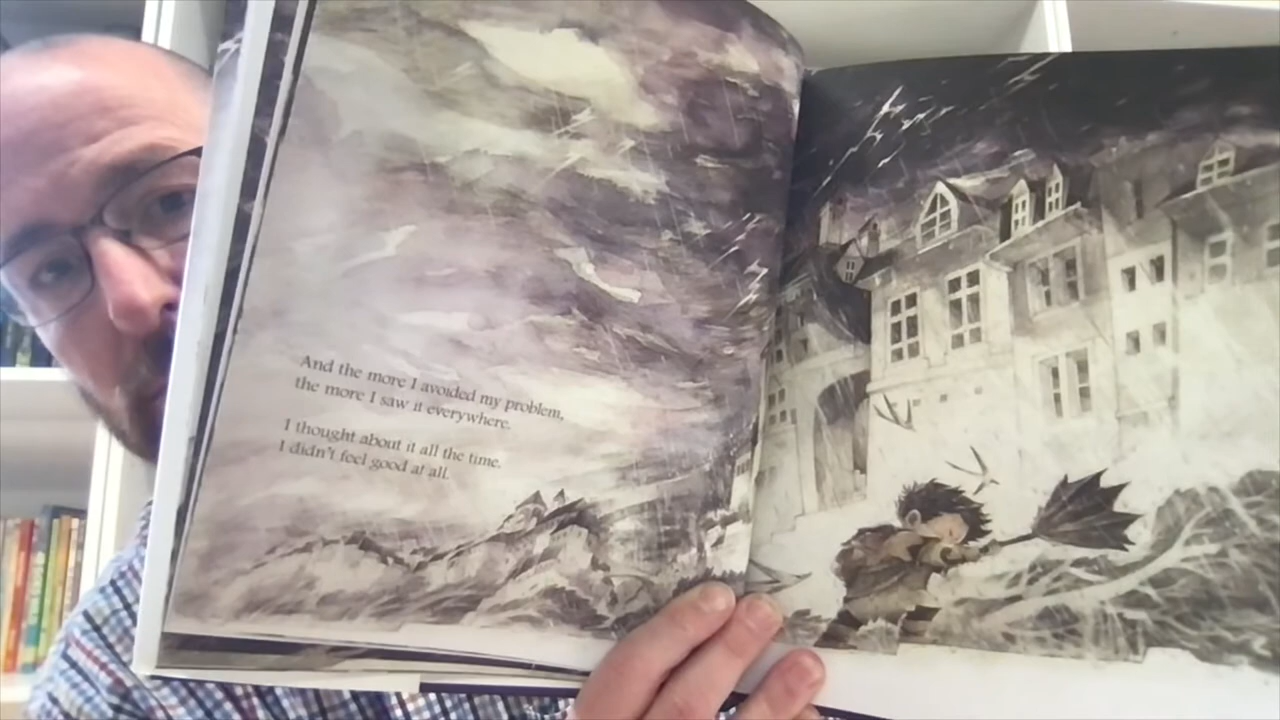 And the more I avoided my problem,
the more I saw it everywhere.
I thought about it all the time.
I didn't feel good at all.